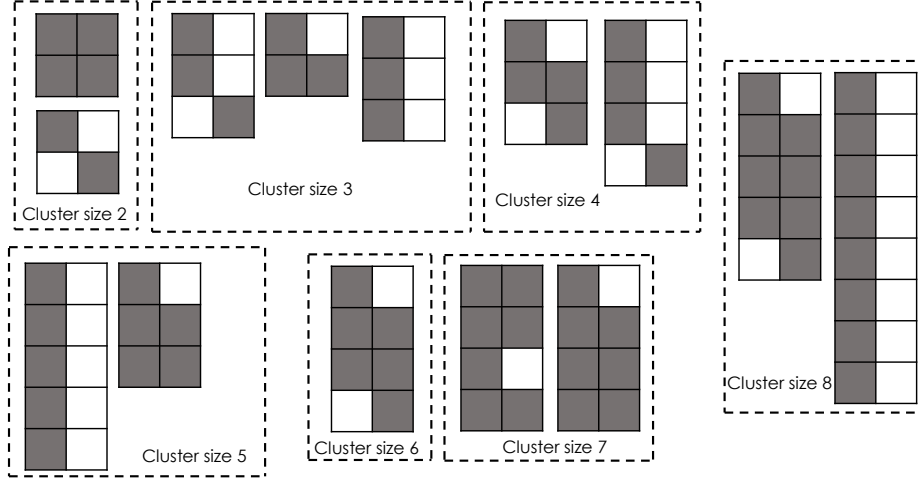 Cluster size 2
Cluster size 3
Cluster size 4
Cluster size 8
Cluster size 5
Cluster size 6
Cluster size 7